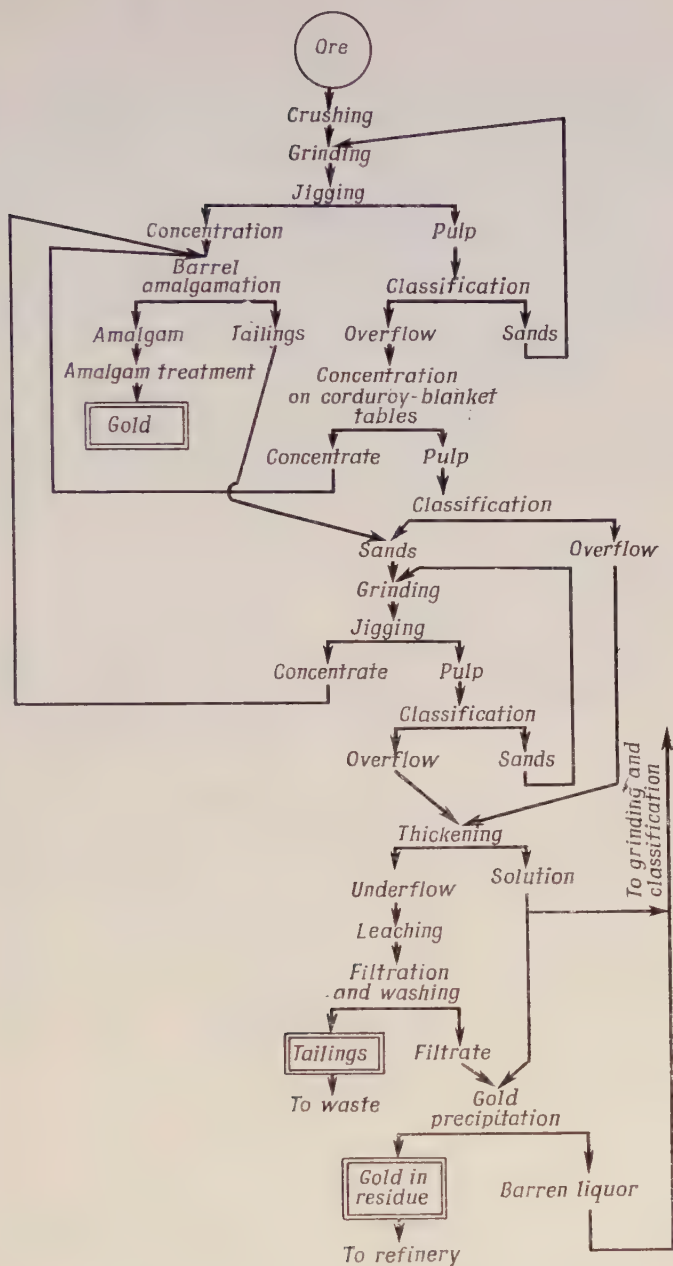 Ore
Crushing
Grinding
Jigging
Concentration
Pulp
Barrel
amalgamation
Classification
Amalgam
Tailings
Overflow
Sands
Amalgam treatment
Concentration
on corduroy-blanket
tables
Gold
Concentrate
Pulp
Classification
Sands
Overflow
Grinding
Jigging
Concentrate
Pulp
Classification
Overflow
Sands
To grinding and
classification
Thickening
Underflow
Solution
Leaching
Filtration
and washing
Tailings
Filtrate
To waste
Gold
precipitation
Gold in
residue
Barren liquor
To refinery